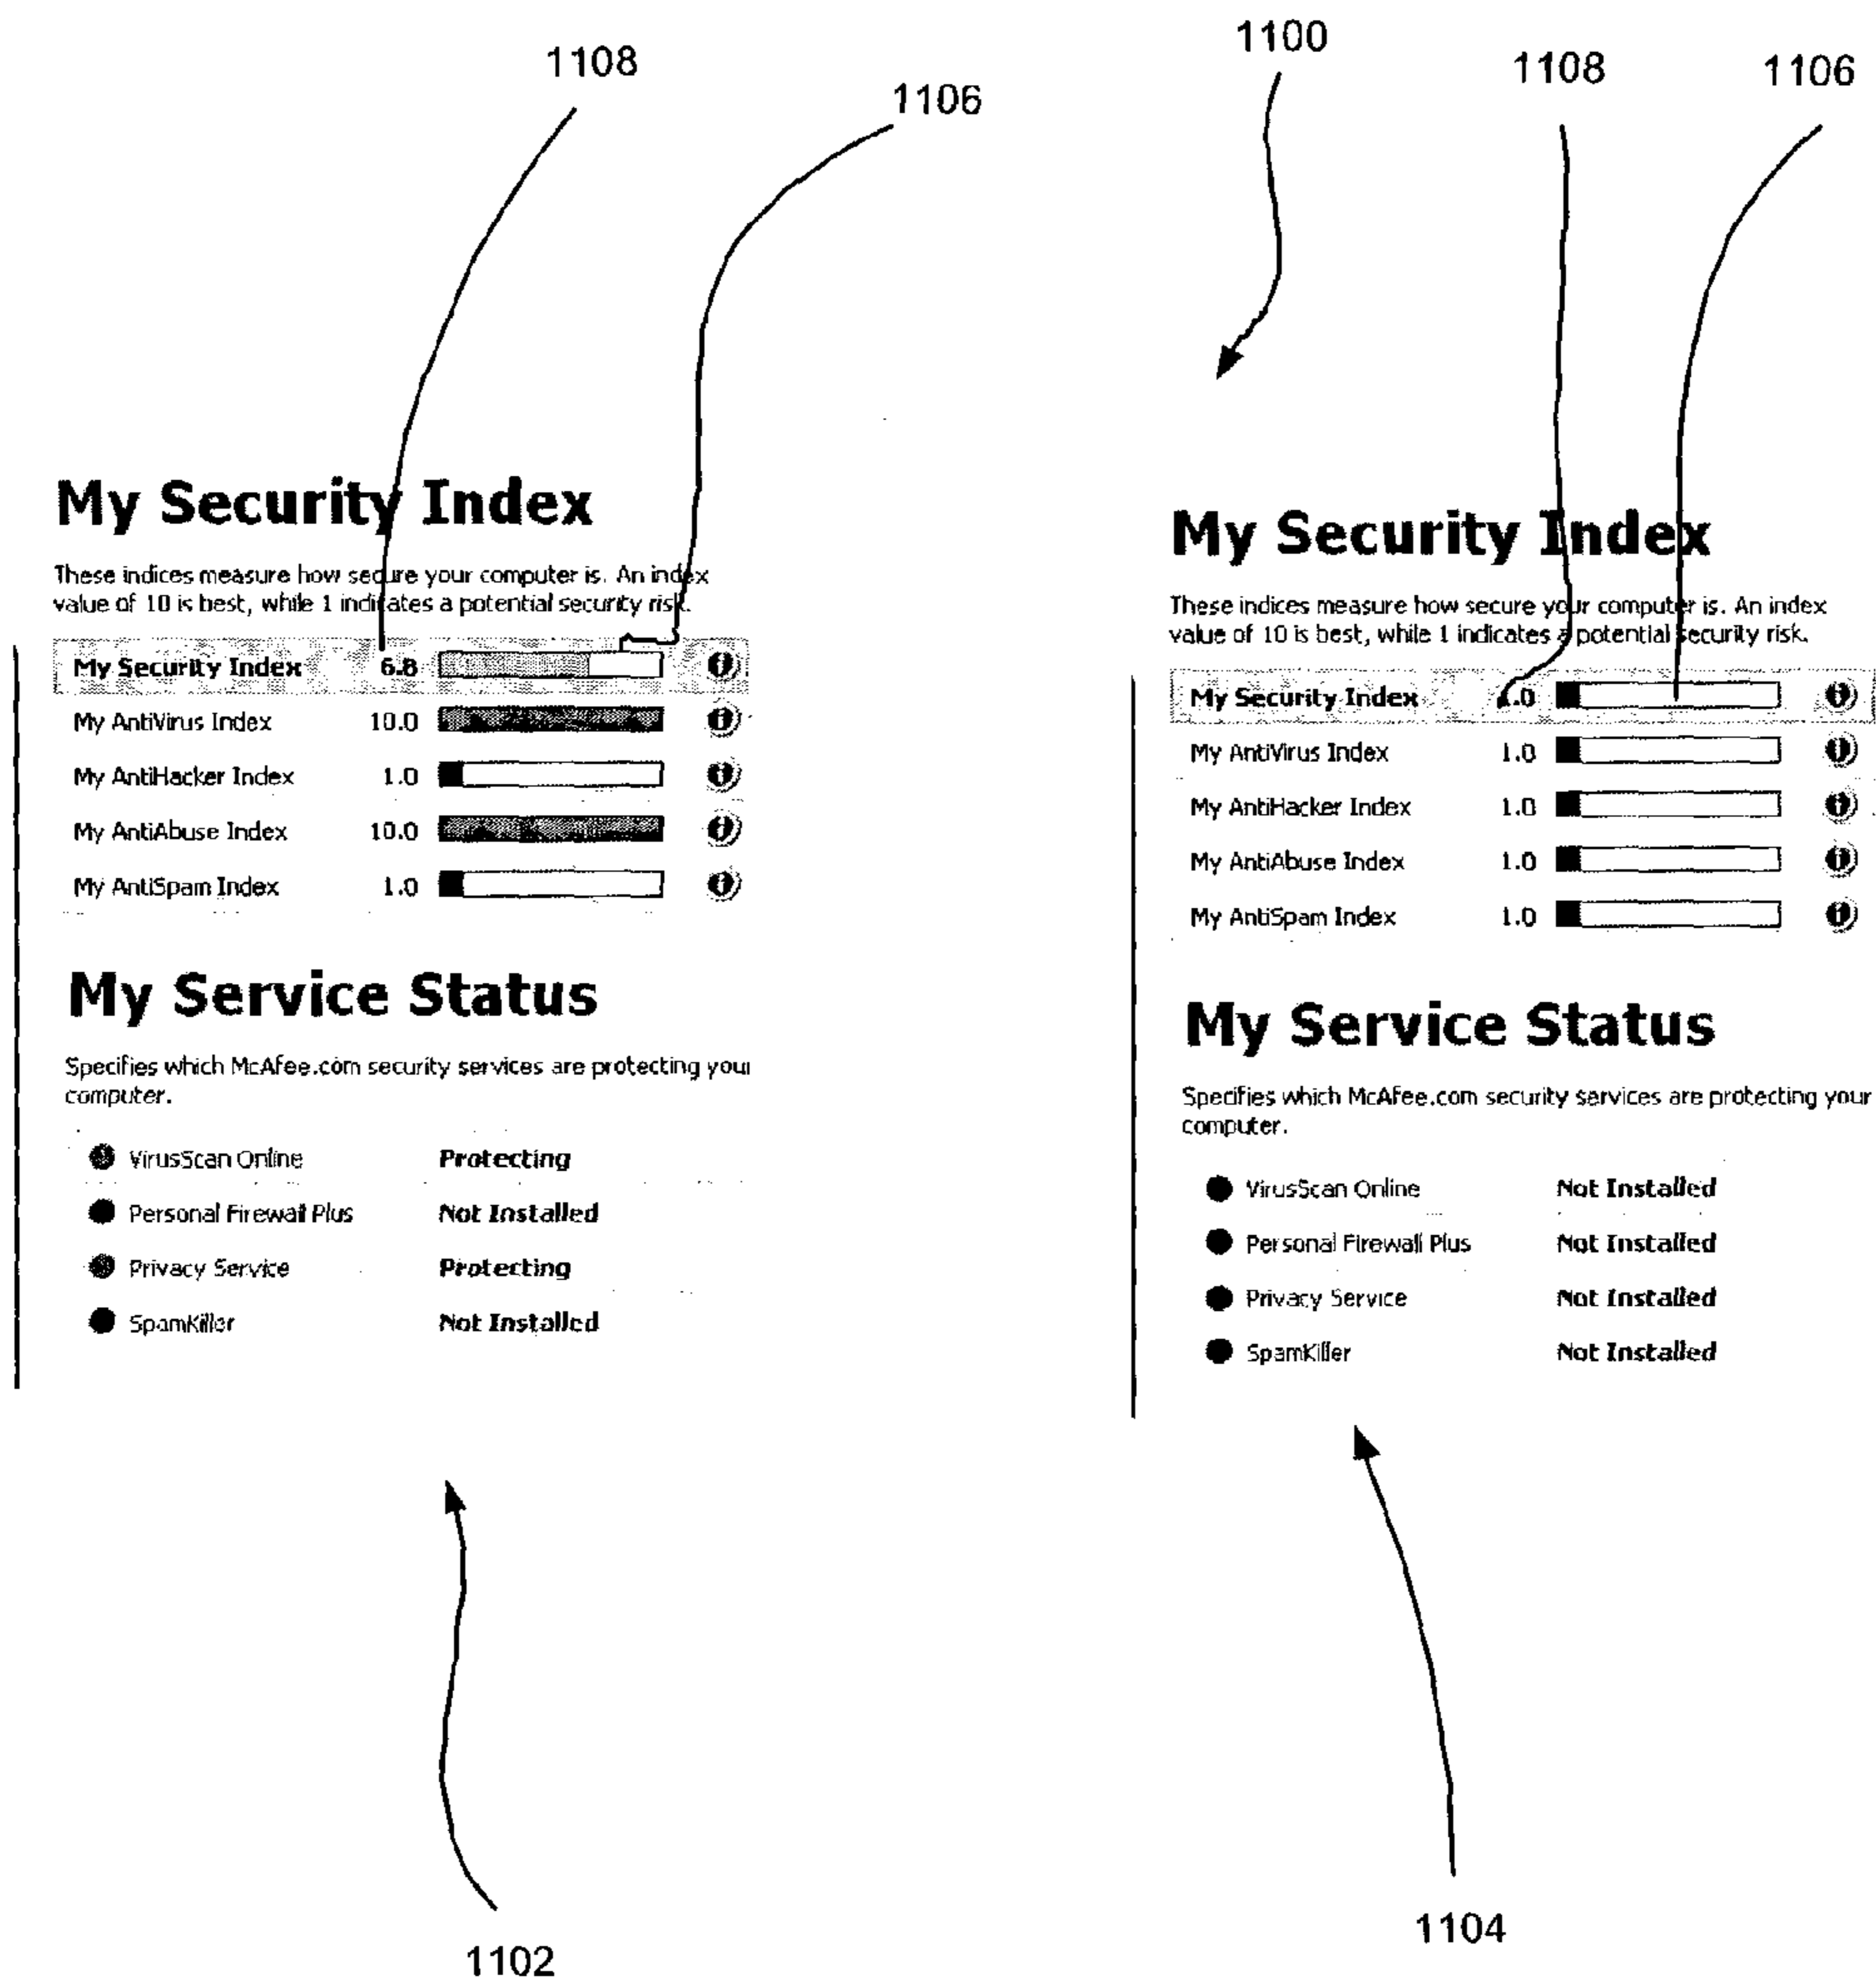 1108
1106
1100
1108
1106
My Security Index
These indices measure how secure your computer is. An index
value of 10 is best, while 1 indicates a potential security risk.
My Security Index 6.8
My AntiVirus Index 10.0
My AntiHacker Index 1.0
My AntiAbuse Index 10.0
My AntiSpam Index 1.0
My Service Status
Specifies which McAfee.com security services are protecting your
computer.
VirusScan Online Protecting
Personal Firewall Plus Not Installed
Privacy Service Protecting
SpamKiller Not Installed
1102
My Security Index
These indices measure how secure your computer is. An index
value of 10 is best, while 1 indicates a potential security risk.
My Security Index 1.0
My AntiVirus Index 1.0
My AntiHacker Index 1.0
My AntiAbuse Index 1.0
My AntiSpam Index 1.0
My Service Status
Specifies which McAfee.com security services are protecting your
computer.
VirusScan Online Not Installed
Personal Firewall Plus Not Installed
Privacy Service Not Installed
SpamKiller Not Installed
1104